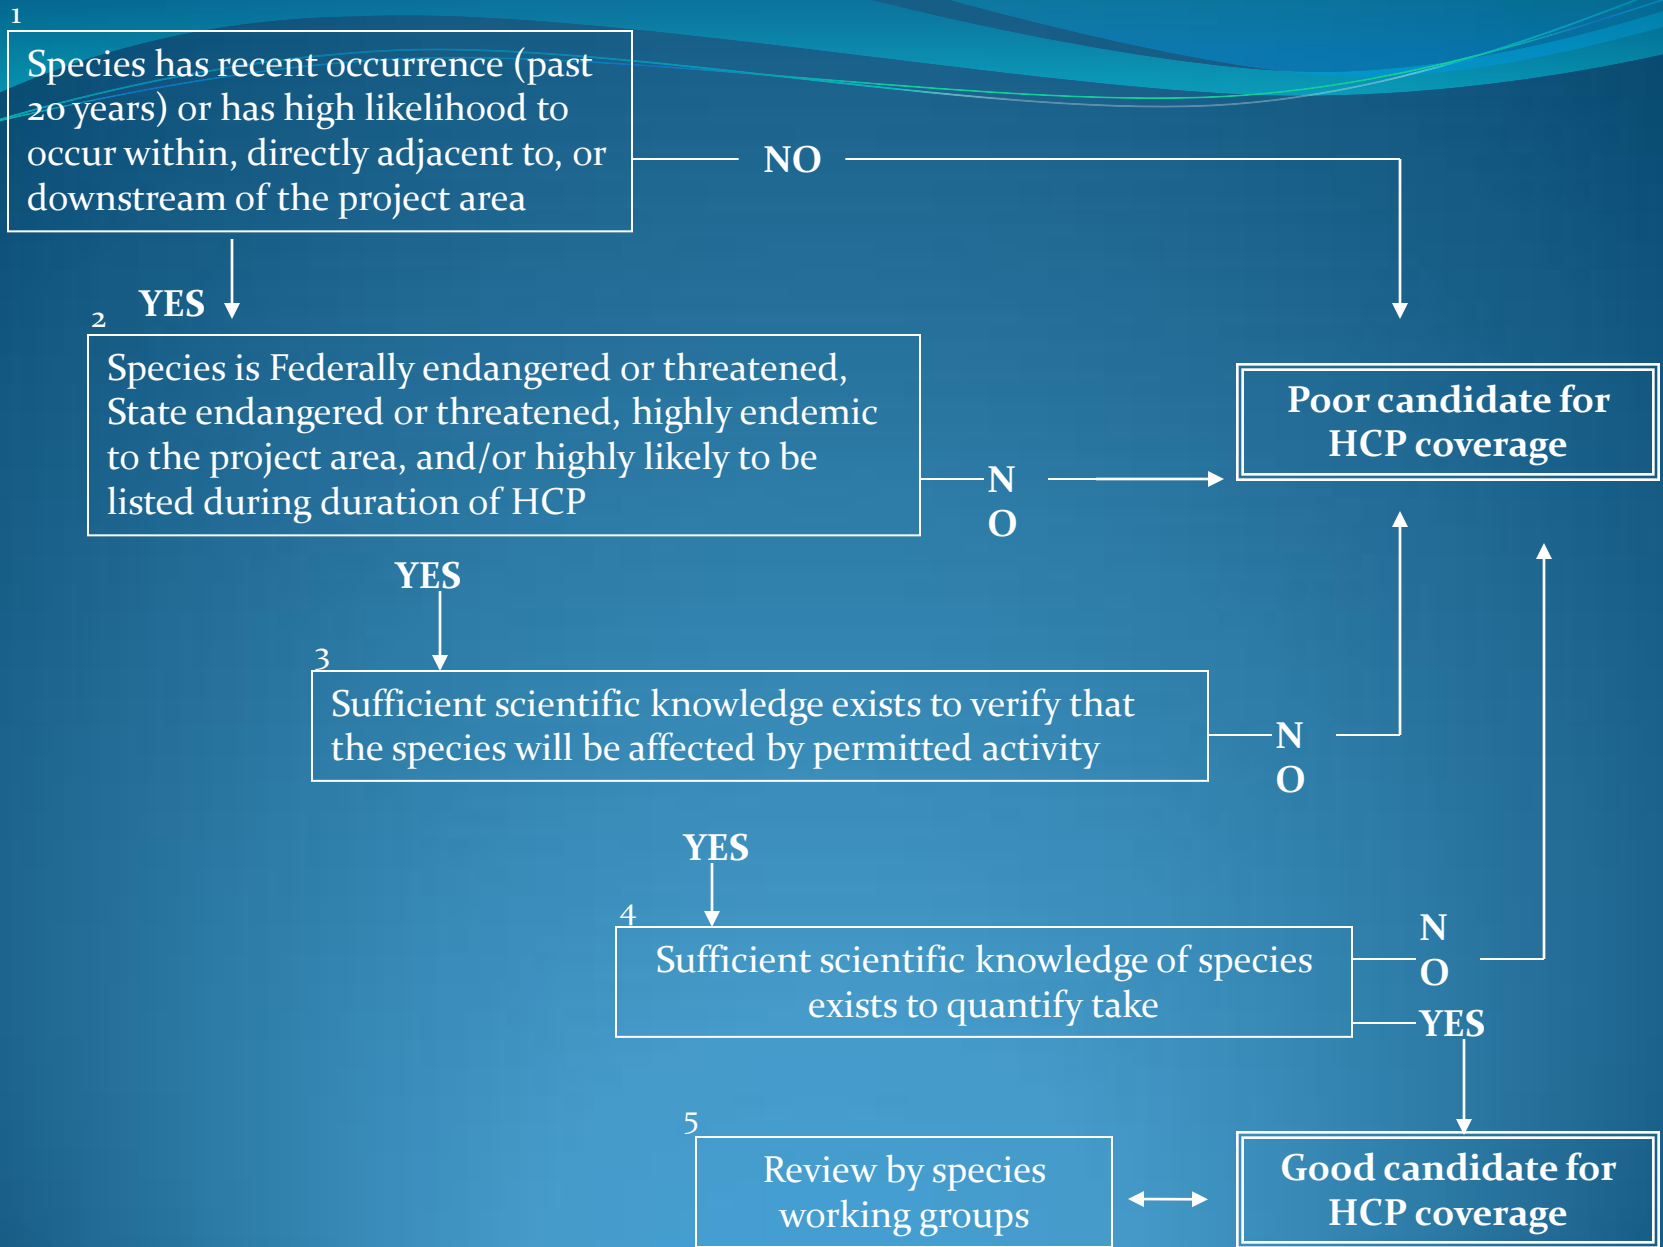 1
Species has recent occurrence (past
20 years) or has high likelihood to
occur within, directly adjacent to, or
downstream of the project area
NO
YES
2
Species is Federally endangered or threatened,
State endangered or threatened, highly endemic
to the project area, and/or highly likely to be
listed during duration of HCP
N
O
Poor candidate for
HCP coverage
YES
3
Sufficient scientific knowledge exists to verify that
the species will be affected by permitted activity
N
O
YES
4
Sufficient scientific knowledge of species
exists to quantify take
N
O
YES
5
Review by species
working groups
Good candidate for
HCP coverage